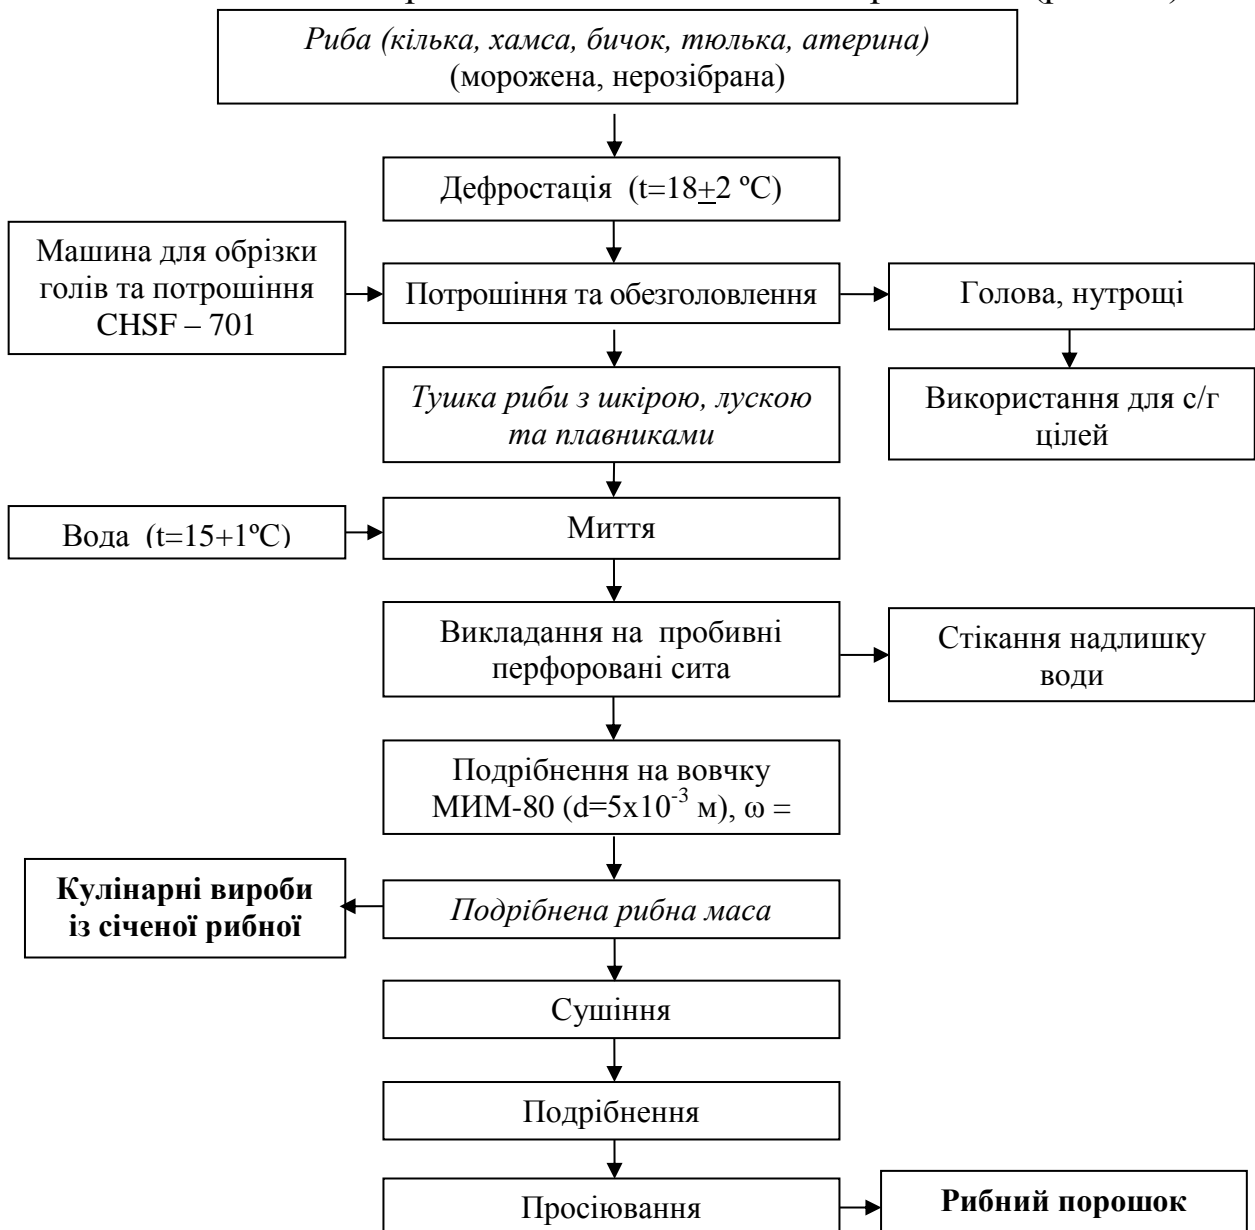 Риба (кілька, хамса, бичок, тюлька, атерина)
(морожена, нерозібрана)
Дефростація (t=18±2 ºС)
Машина для обрізки
голів та потрошіння
CHSF – 701
Потрошіння та обезголовлення
Голова, нутрощі
Тушка риби з шкірою, лускою
та плавниками
Використання для с/г
цілей
Вода (t=15+1ºС)
Миття
Викладання на пробивні
перфоровані сита
Стікання надлишку
води
Подрібнення на вовчку
МИМ-80 (d=5х10⁻³ м), ω =
Кулінарні вироби
із січеної рибної
Подрібнена рибна маса
Сушіння
Подрібнення
Просіювання
Рибний порошок